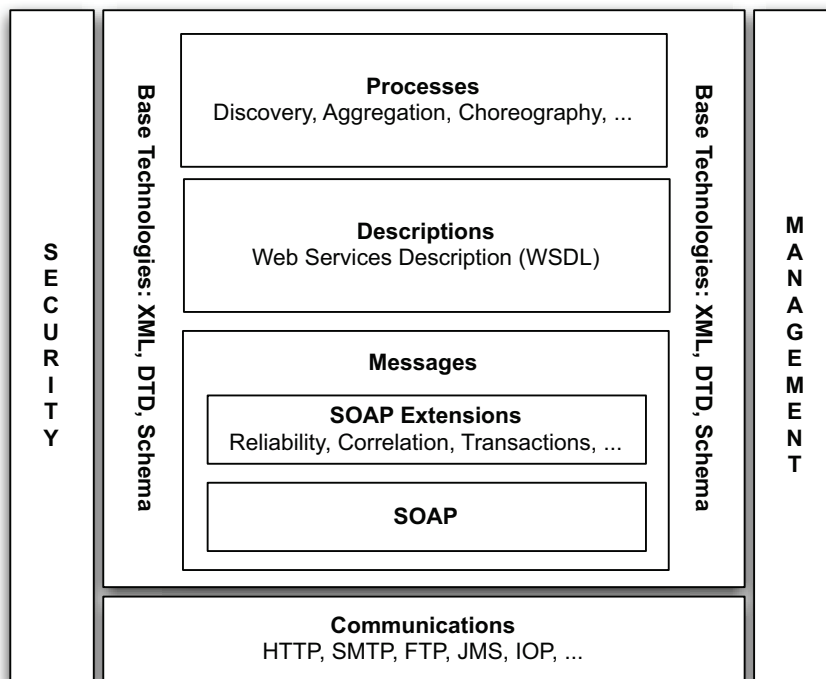 SECURITY
Base Technologies: XML, DTD, Schema
Processes
Discovery, Aggregation, Choreography, ...
Descriptions
Web Services Description (WSDL)
Messages
SOAP Extensions
Reliability, Correlation, Transactions, ...
SOAP
Base Technologies: XML, DTD, Schema
MANAGEMENT
Communications
HTTP, SMTP, FTP, JMS, IOP, ...